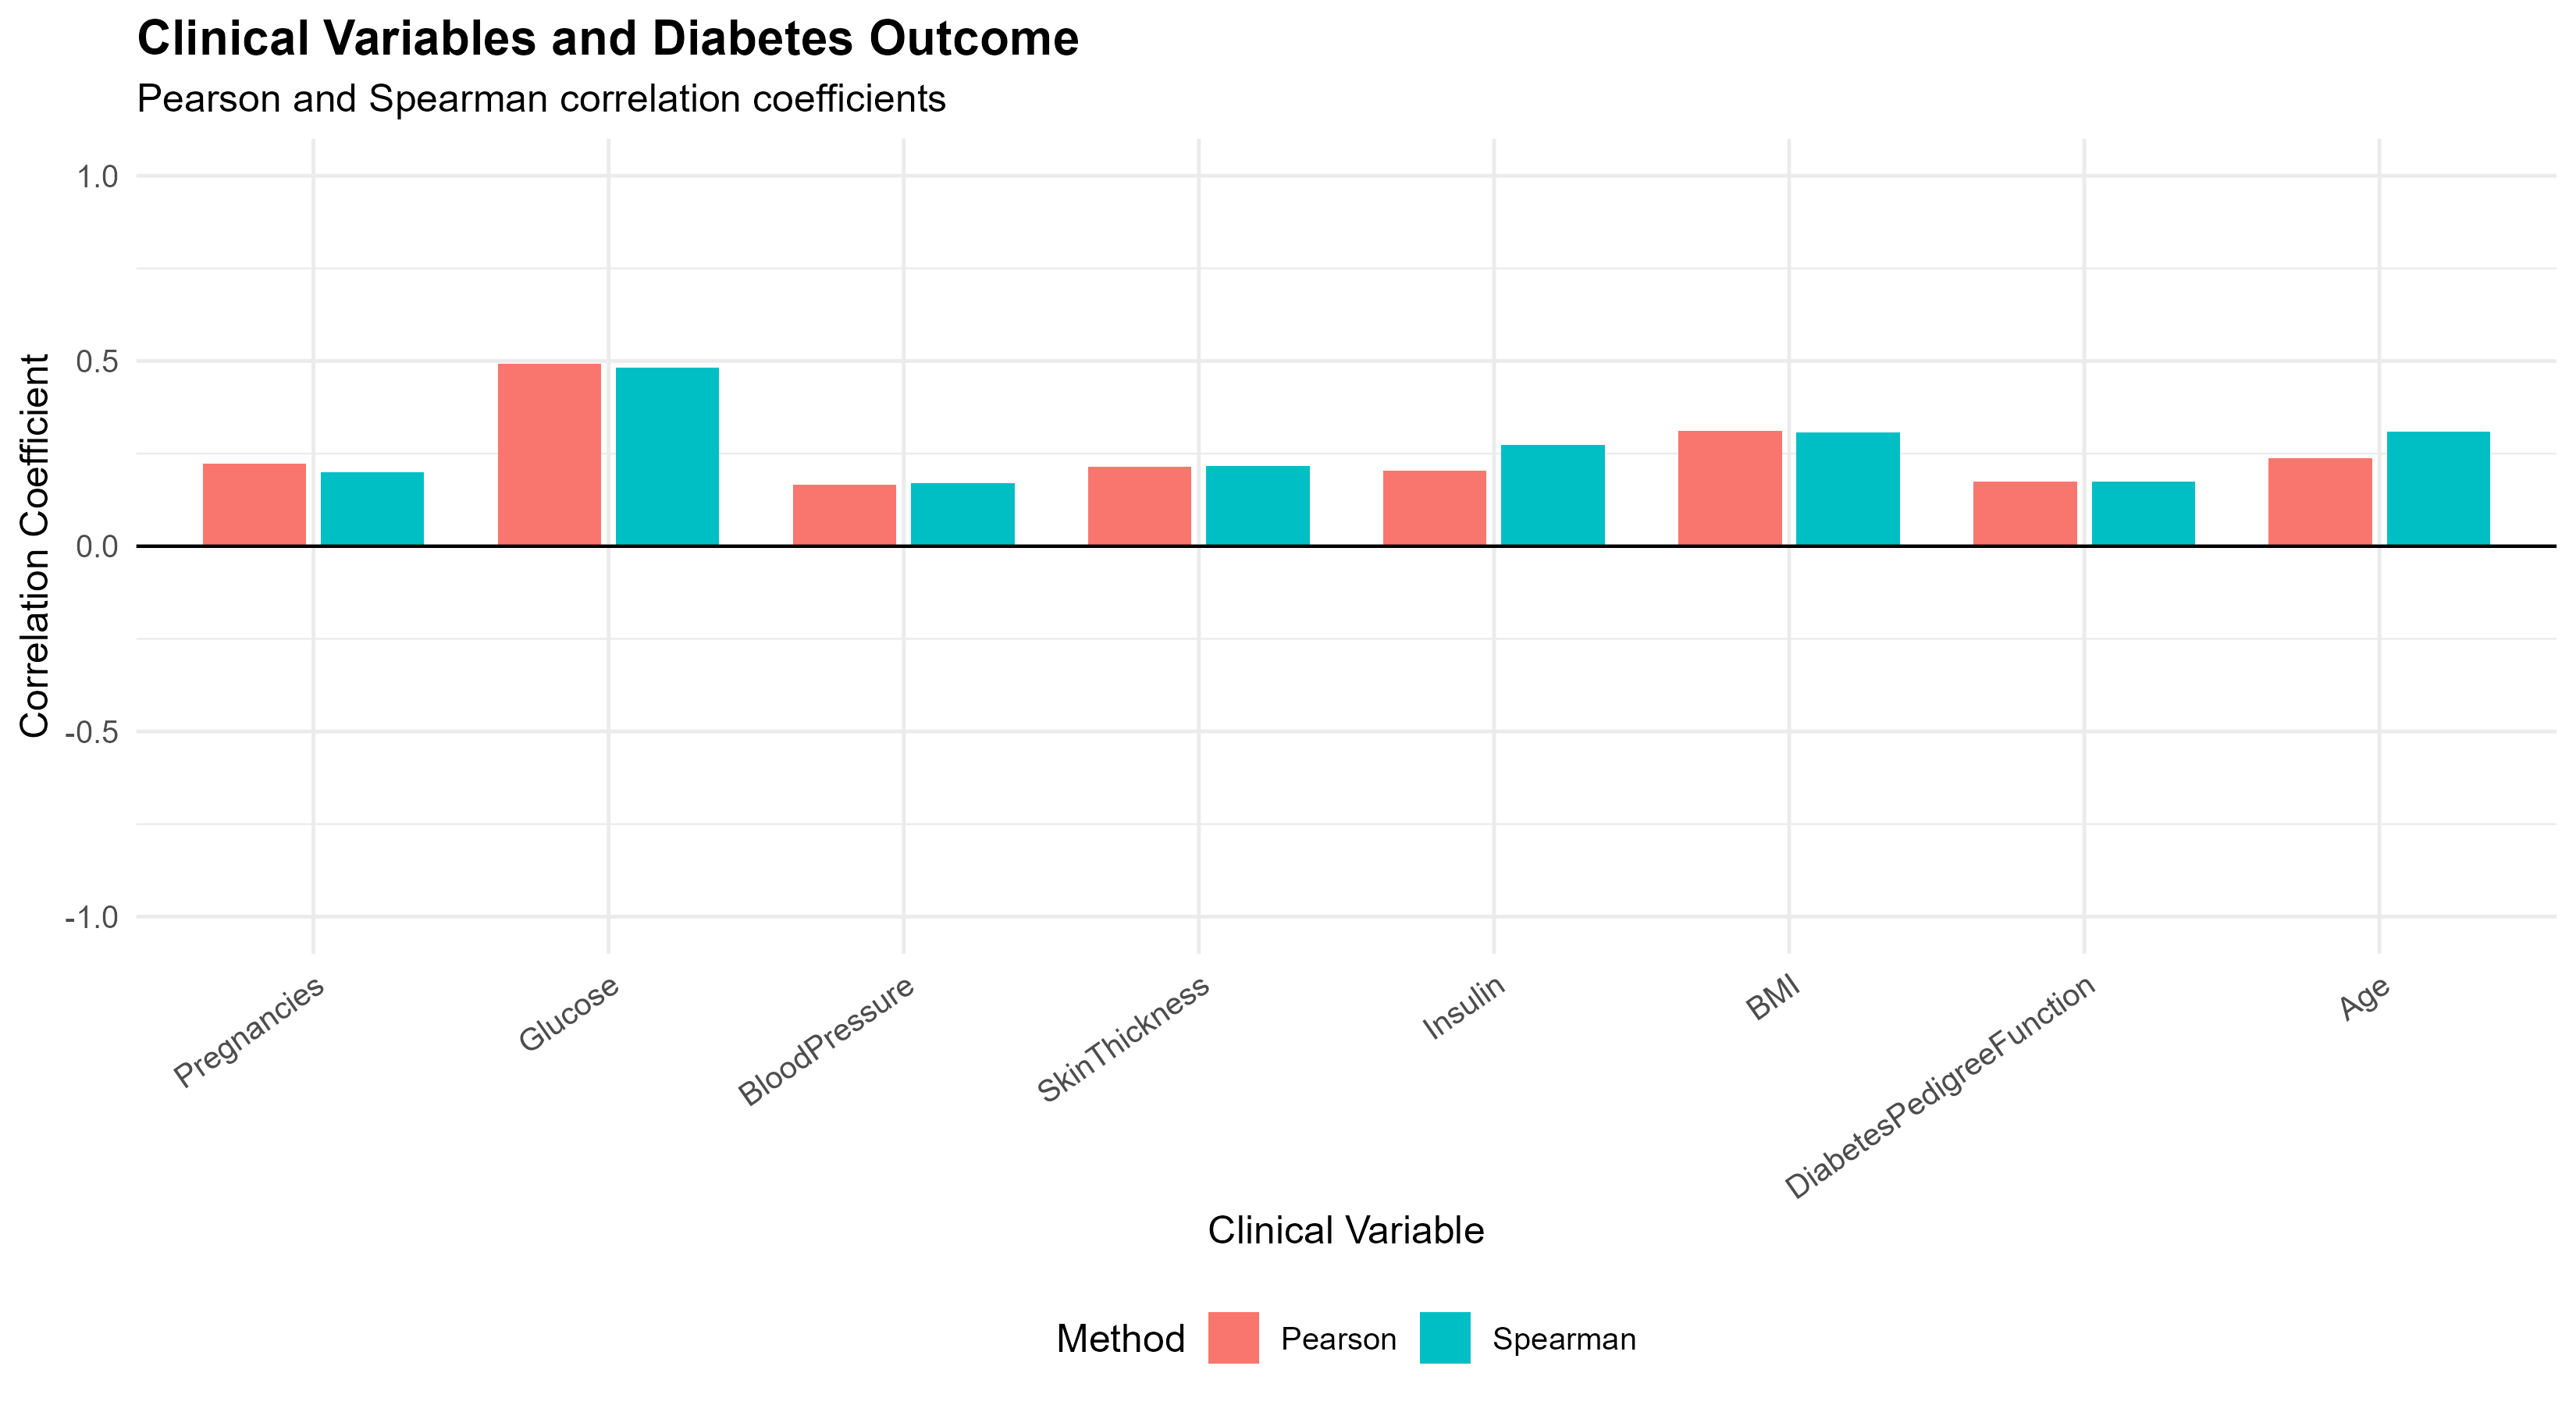 Clinical Variables and Diabetes Outcome
Pearson and Spearman correlation coefficients
Correlation Coefficient
1.0
0.5
0.0
-0.5
-1.0
Pregnancies
Glucose
BloodPressure
SkinThickness
Insulin
BMI
DiabetesPedigreeFunction
Age
Clinical Variable
Method Pearson Spearman